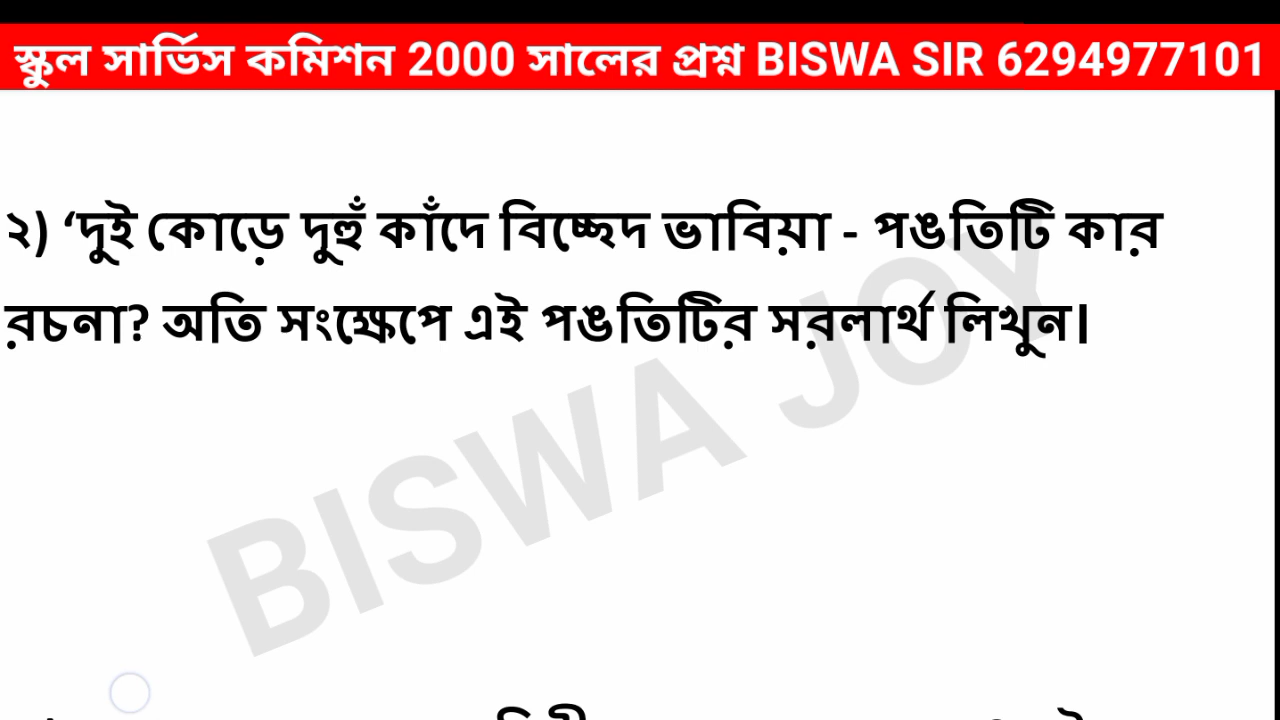 স্কুল সার্ভিস কমিশন 2000 সালের প্রশ্ন BISWA SIR 6294977101
২) ‘দুই কোড়ে দুহুঁ কাঁদে বিচ্ছেদ ভাবিয়া - পঙতিটি কার
রচনা? অতি সংক্ষেপে এই পঙতিটির সরলার্থ লিখুন।
BISWA JOY